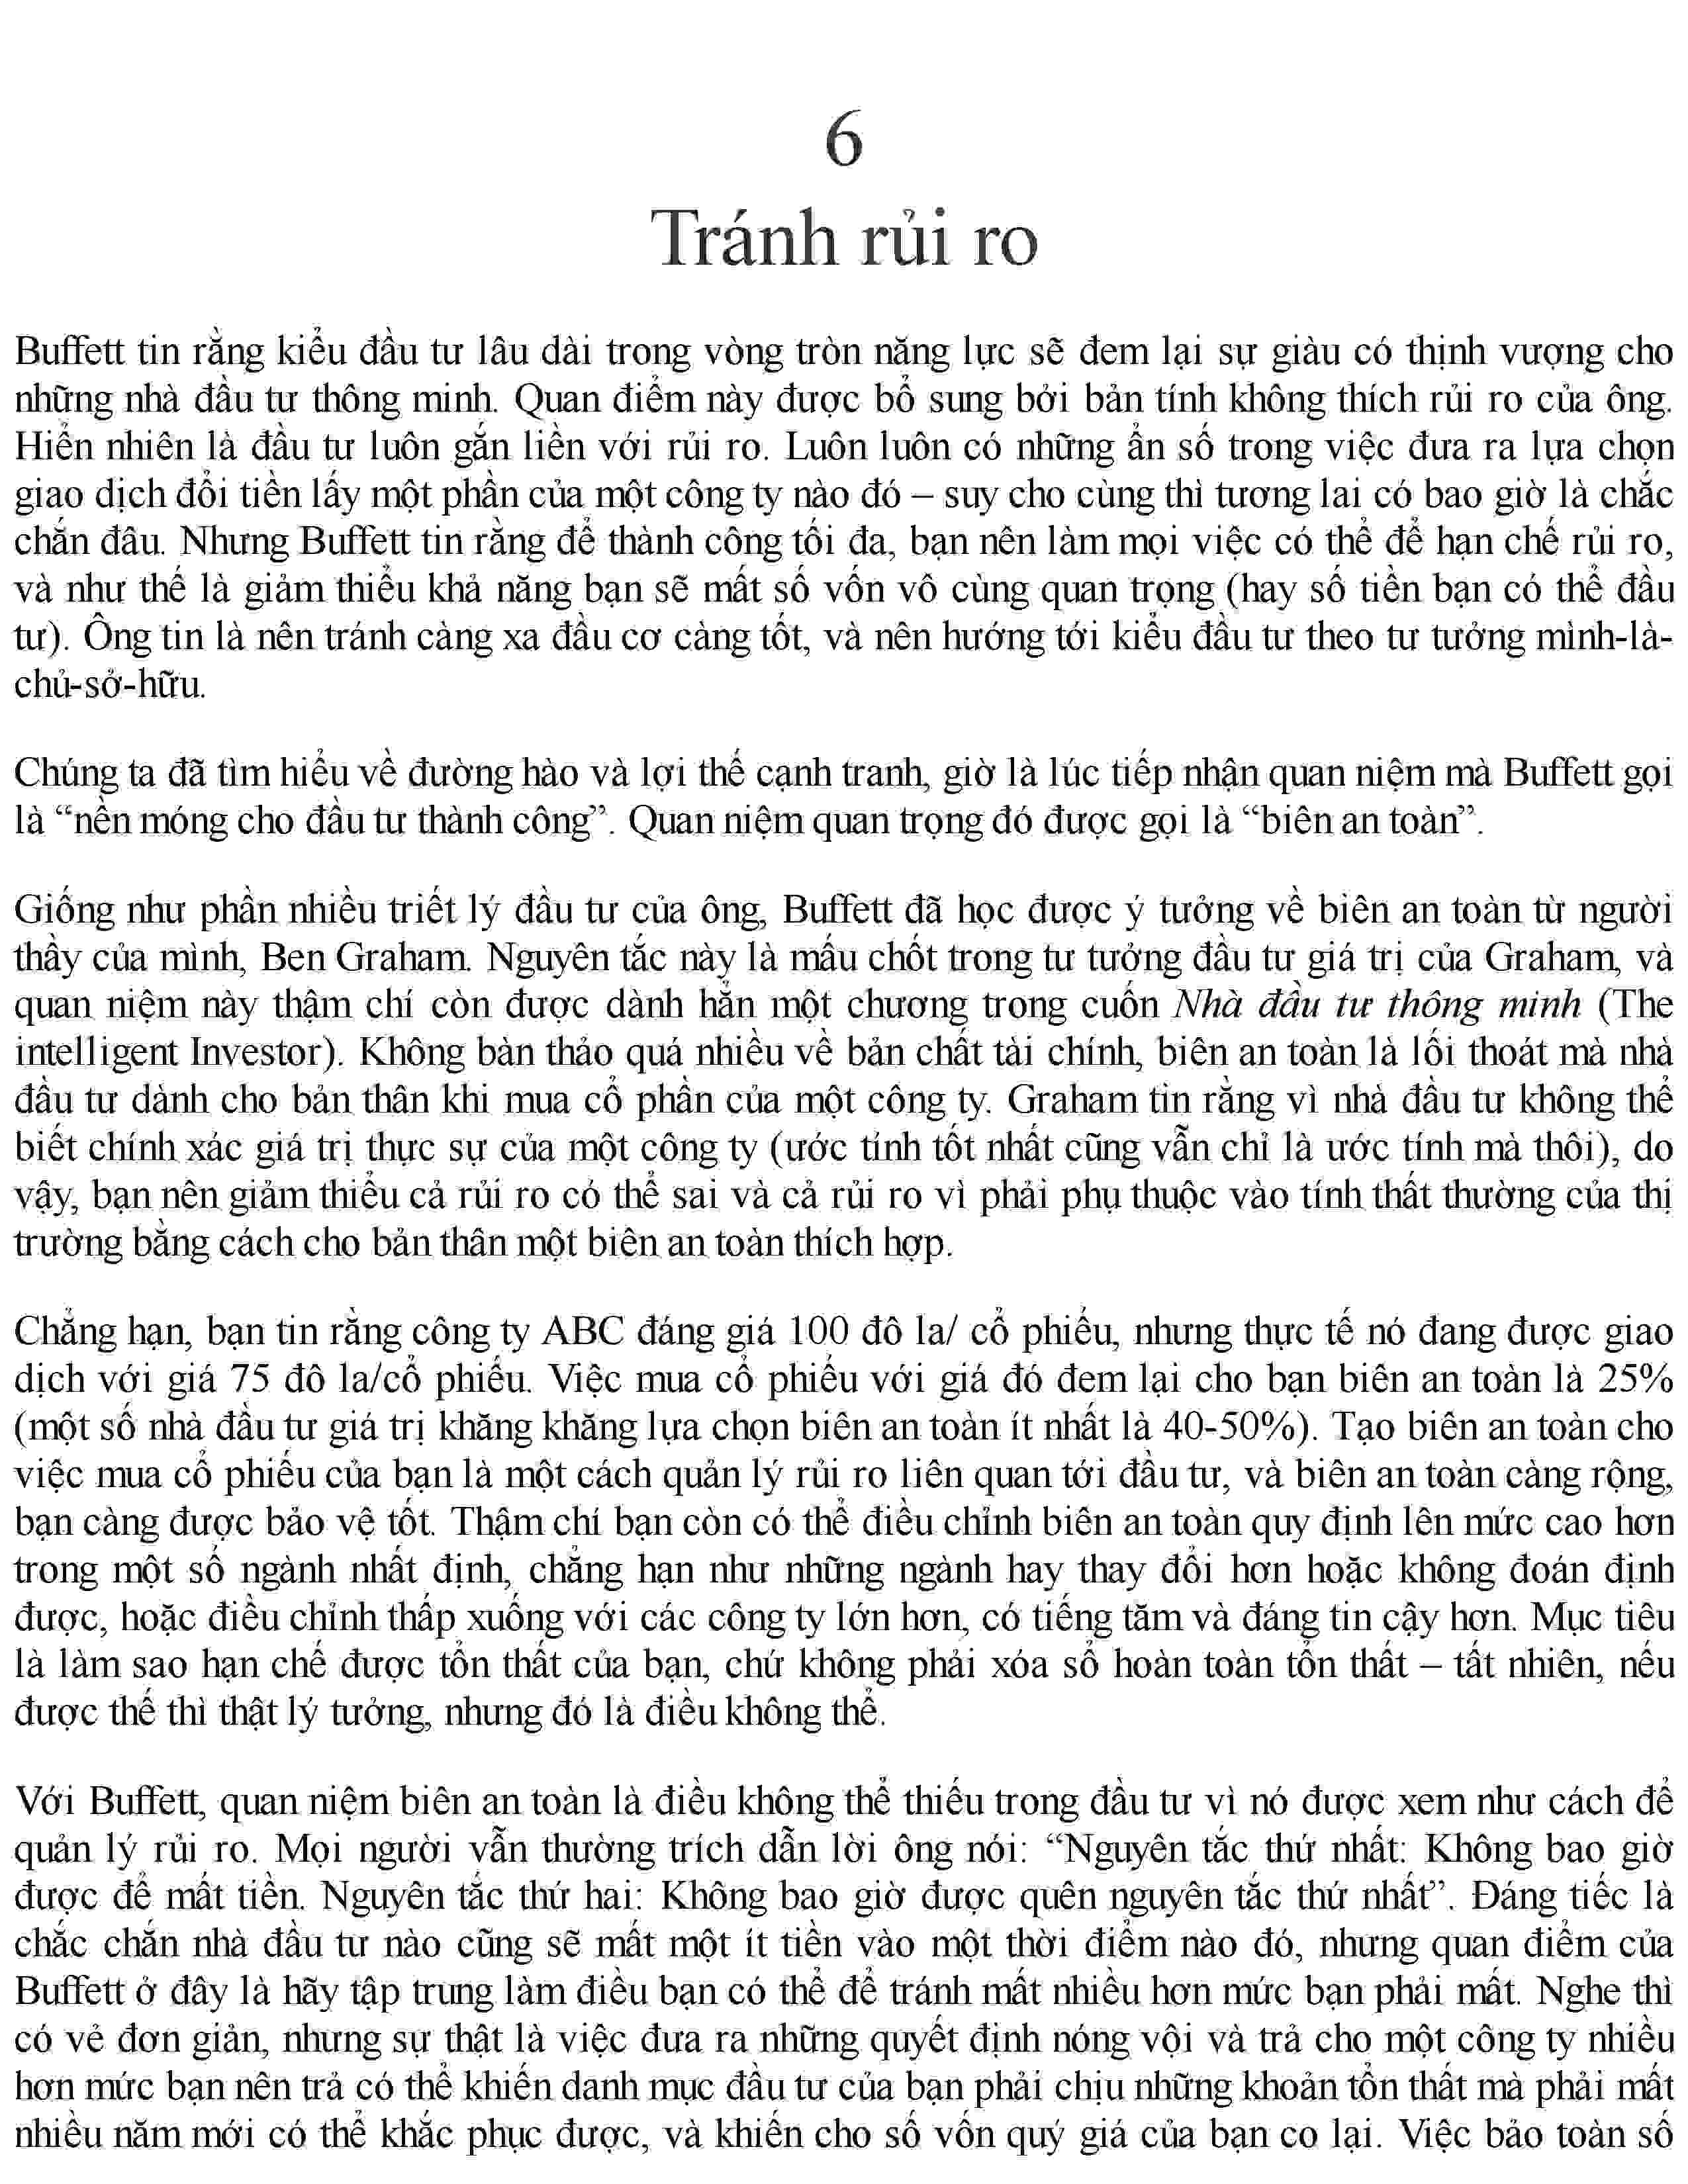 6
Tránh rủi ro
Buffett tin rằng kiểu đầu tư lâu dài trong vòng tròn năng lực sẽ đem lại sự giàu có thịnh vượng cho
những nhà đầu tư thông minh. Quan điểm này được bổ sung bởi bản tính không thích rủi ro của ông.
Hiển nhiên là đầu tư luôn gắn liền với rủi ro. Luôn luôn có những ẩn số trong việc đưa ra lựa chọn
giao dịch đổi tiền lấy một phần của một công ty nào đó – suy cho cùng thì tương lai có bao giờ là chắc
chắn đâu. Nhưng Buffett tin rằng để thành công tối đa, bạn nên làm mọi việc có thể để hạn chế rủi ro,
và như thế là giảm thiểu khả năng bạn sẽ mất số vốn vô cùng quan trọng (hay số tiền bạn có thể đầu
tư). Ông tin là nên tránh càng xa đầu cơ càng tốt, và nên hướng tới kiểu đầu tư theo tư tưởng mình-là-
chủ-sở-hữu.
Chúng ta đã tìm hiểu về đường hào và lợi thế cạnh tranh, giờ là lúc tiếp nhận quan niệm mà Buffett gọi
là “nền móng cho đầu tư thành công”. Quan niệm quan trọng đó được gọi là “biên an toàn”.
Giống như phần nhiều triết lý đầu tư của ông, Buffett đã học được ý tưởng về biên an toàn từ người
thầy của mình, Ben Graham. Nguyên tắc này là mấu chốt trong tư tưởng đầu tư giá trị của Graham, và
quan niệm này thậm chí còn được dành hẳn một chương trong cuốn Nhà đầu tư thông minh (The
intelligent Investor). Không bàn thảo quá nhiều về bản chất tài chính, biên an toàn là lối thoát mà nhà
đầu tư dành cho bản thân khi mua cổ phần của một công ty. Graham tin rằng vì nhà đầu tư không thể
biết chính xác giá trị thực sự của một công ty (ước tính tốt nhất cũng vẫn chỉ là ước tính mà thôi), do
vậy, bạn nên giảm thiểu cả rủi ro có thể sai và cả rủi ro vì phải phụ thuộc vào tính thất thường của thị
trường bằng cách cho bản thân một biên an toàn thích hợp.
Chẳng hạn, bạn tin rằng công ty ABC đáng giá 100 đô la/ cổ phiếu, nhưng thực tế nó đang được giao
dịch với giá 75 đô la/cổ phiếu. Việc mua cổ phiếu với giá đó đem lại cho bạn biên an toàn là 25%
(một số nhà đầu tư giá trị khăng khăng lựa chọn biên an toàn ít nhất là 40-50%). Tạo biên an toàn cho
việc mua cổ phiếu của bạn là một cách quản lý rủi ro liên quan tới đầu tư, và biên an toàn càng rộng,
bạn càng được bảo vệ tốt. Thậm chí bạn còn có thể điều chỉnh biên an toàn quy định lên mức cao hơn
trong một số ngành nhất định, chẳng hạn như những ngành hay thay đổi hơn hoặc không đoán định
được, hoặc điều chỉnh thấp xuống với các công ty lớn hơn, có tiếng tăm và đáng tin cậy hơn. Mục tiêu
là làm sao hạn chế được tổn thất của bạn, chứ không phải xóa sổ hoàn toàn tổn thất – tất nhiên, nếu
được thế thì thật lý tưởng, nhưng đó là điều không thể.
Với Buffett, quan niệm biên an toàn là điều không thể thiếu trong đầu tư vì nó được xem như cách để
quản lý rủi ro. Mọi người vẫn thường trích dẫn lời ông nói: “Nguyên tắc thứ nhất: Không bao giờ
được để mất tiền. Nguyên tắc thứ hai: Không bao giờ được quên nguyên tắc thứ nhất”. Đáng tiếc là
chắc chắn nhà đầu tư nào cũng sẽ mất một ít tiền vào một thời điểm nào đó, nhưng quan điểm của
Buffett ở đây là hãy tập trung làm điều bạn có thể để tránh mất nhiều hơn mức bạn phải mất. Nghe thì
có vẻ đơn giản, nhưng sự thật là việc đưa ra những quyết định nóng vội và trả cho một công ty nhiều
hơn mức bạn nên trả có thể khiến danh mục đầu tư của bạn phải chịu những khoản tổn thất mà phải mất
nhiều năm mới có thể khắc phục được, và khiến cho số vốn quý giá của bạn co lại. Việc bảo toàn số